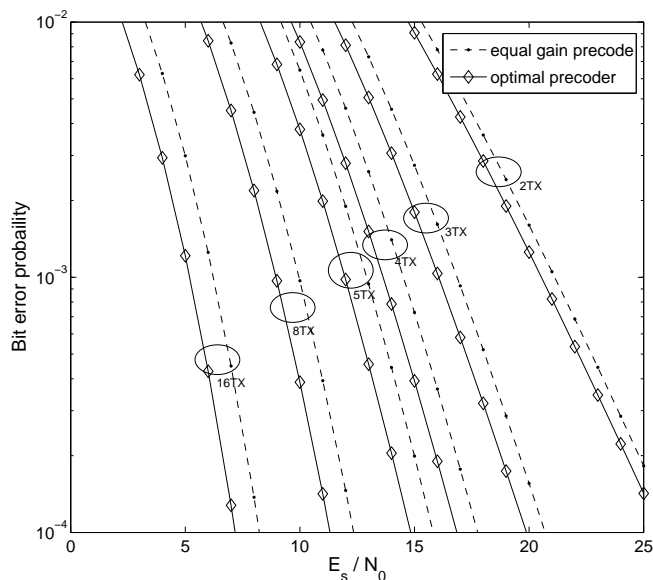 10⁻²
equal gain precode
optimal precoder
2TX
3TX
4TX
5TX
8TX
16TX
10⁻³
10⁻⁴
Bit error probaility
0 5 10 15 20 25
E_s / N_0